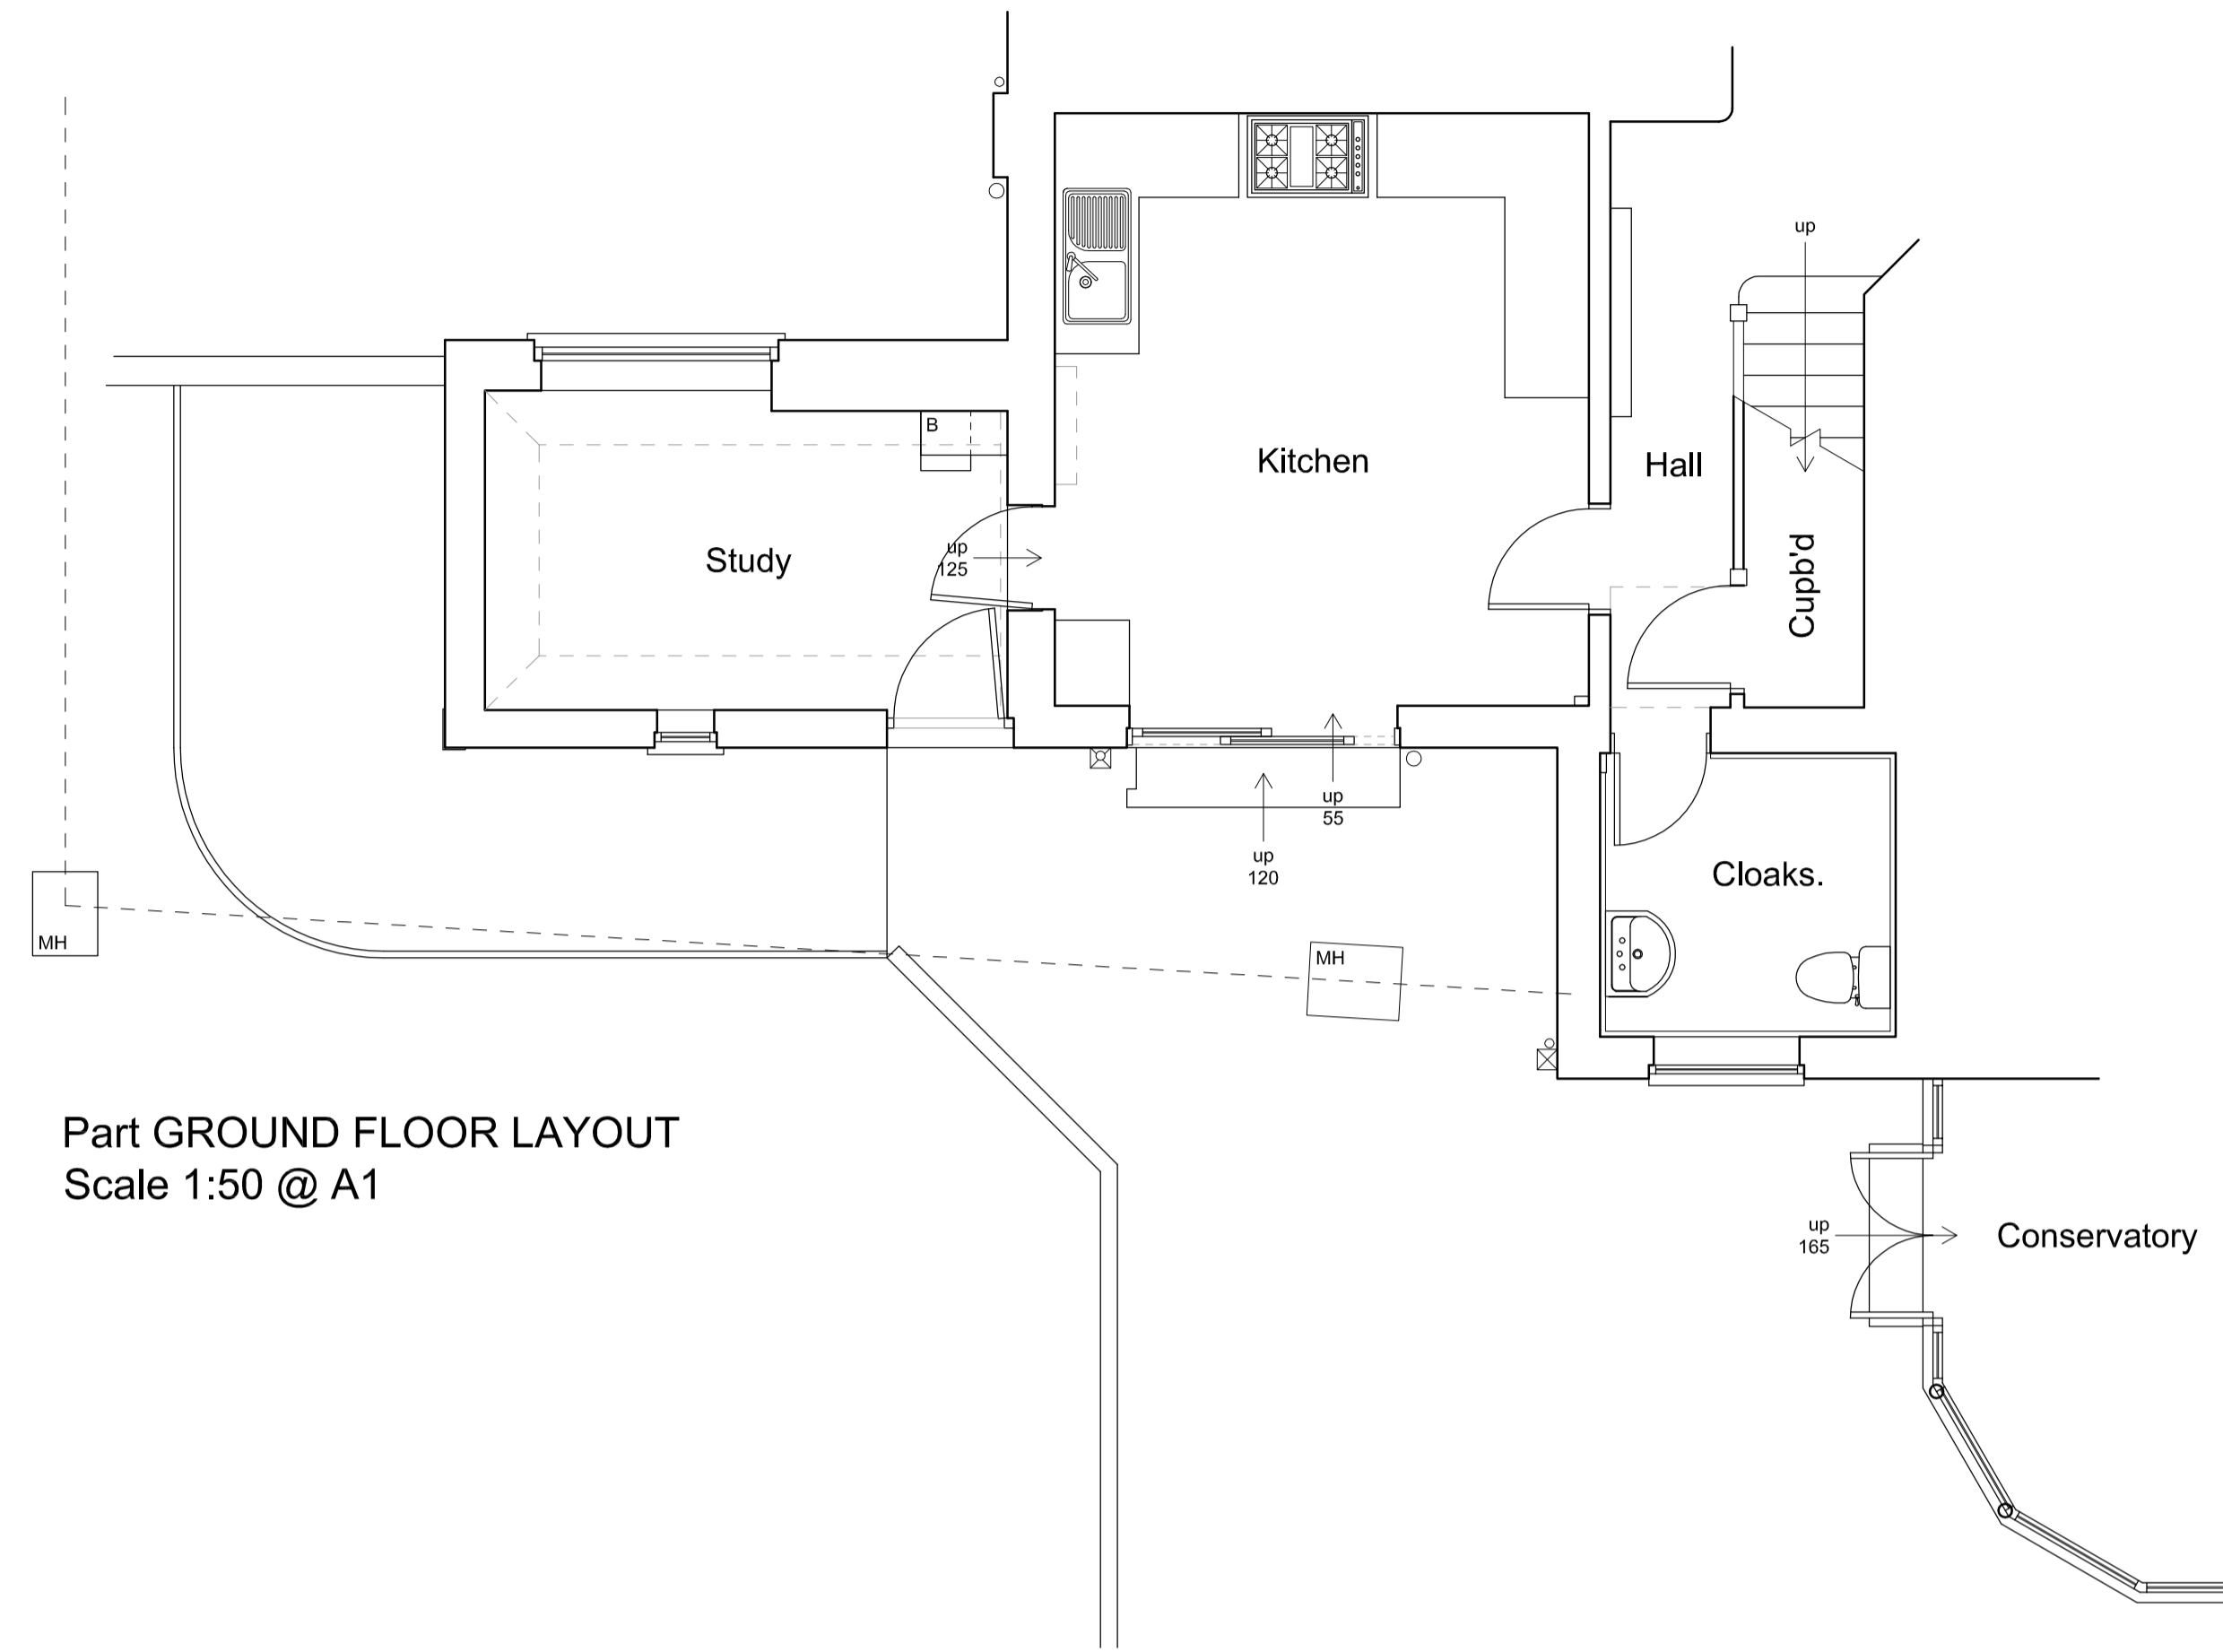 up
B
Kitchen
Hall
Study
up
125
Cupb'd
up
55
up
120
Cloaks.
MH
MH
Part GROUND FLOOR LAYOUT
Scale 1:50 @ A1
up
165
Conservatory